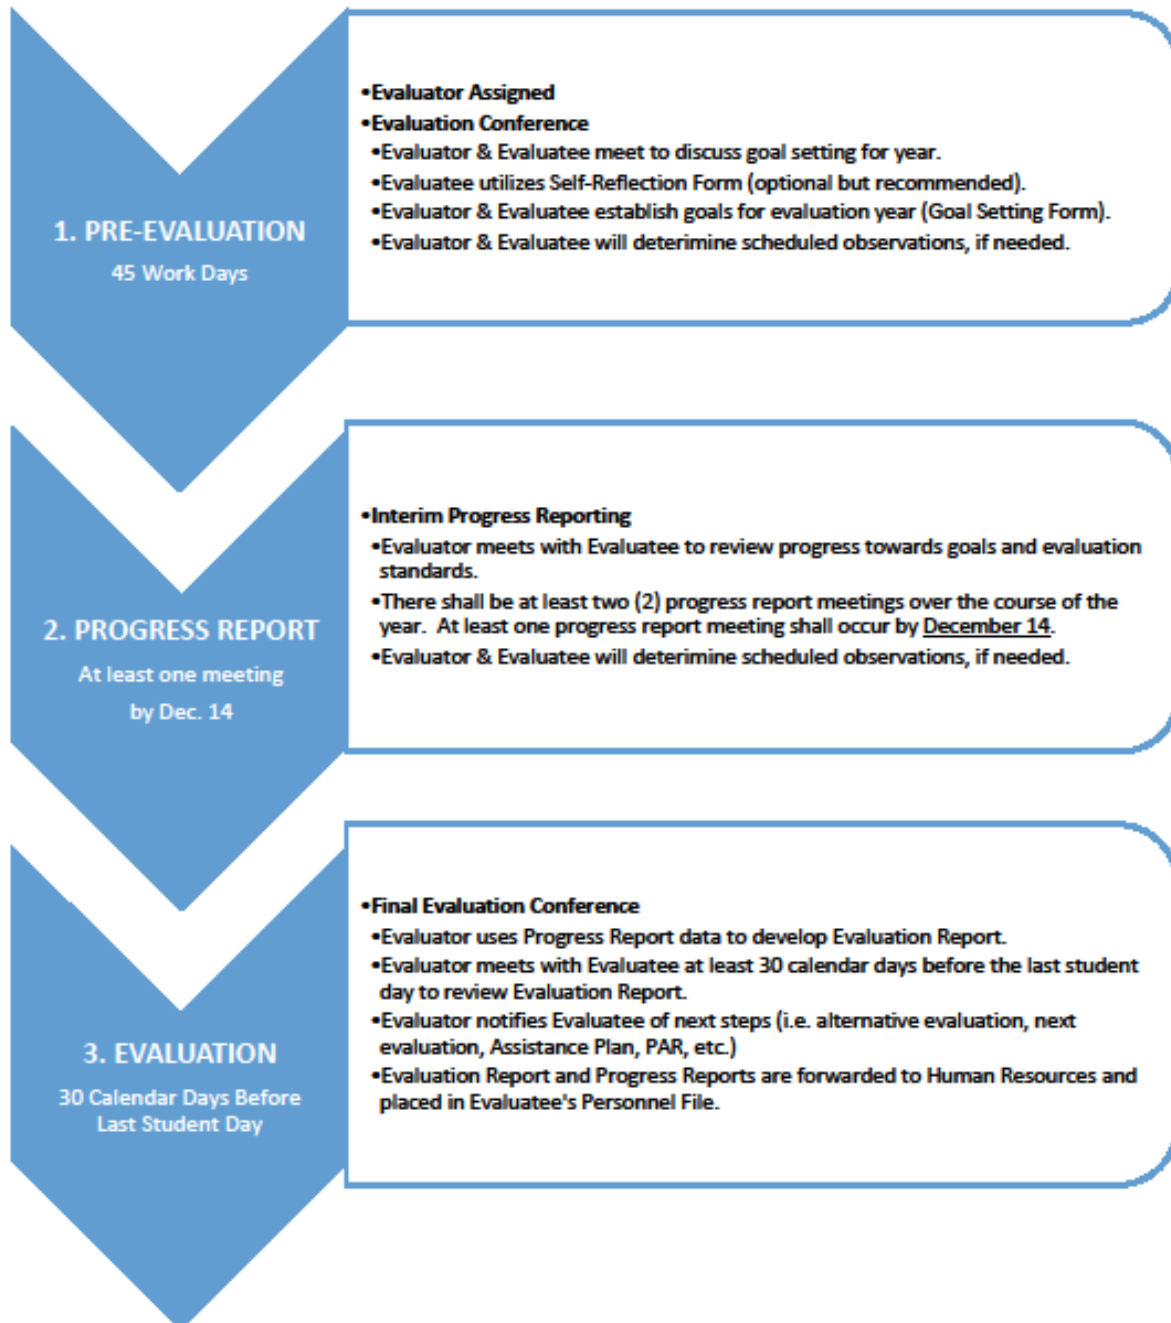 1. PRE-EVALUATION
45 Work Days
•Evaluator Assigned
•Evaluation Conference
•Evaluator & Evaluatee meet to discuss goal setting for year.
•Evaluatee utilizes Self-Reflection Form (optional but recommended).
•Evaluator & Evaluatee establish goals for evaluation year (Goal Setting Form).
•Evaluator & Evaluatee will deterimine scheduled observations, if needed.
2. PROGRESS REPORT
At least one meeting
by Dec. 14
•Interim Progress Reporting
•Evaluator meets with Evaluatee to review progress towards goals and evaluation
standards.
•There shall be at least two (2) progress report meetings over the course of the
year. At least one progress report meeting shall occur by December 14.
•Evaluator & Evaluatee will deterimine scheduled observations, if needed.
3. EVALUATION
30 Calendar Days Before
Last Student Day
•Final Evaluation Conference
•Evaluator uses Progress Report data to develop Evaluation Report.
•Evaluator meets with Evaluatee at least 30 calendar days before the last student
day to review Evaluation Report.
•Evaluator notifies Evaluatee of next steps (i.e. alternative evaluation, next
evaluation, Assistance Plan, PAR, etc.)
•Evaluation Report and Progress Reports are forwarded to Human Resources and
placed in Evaluatee's Personnel File.